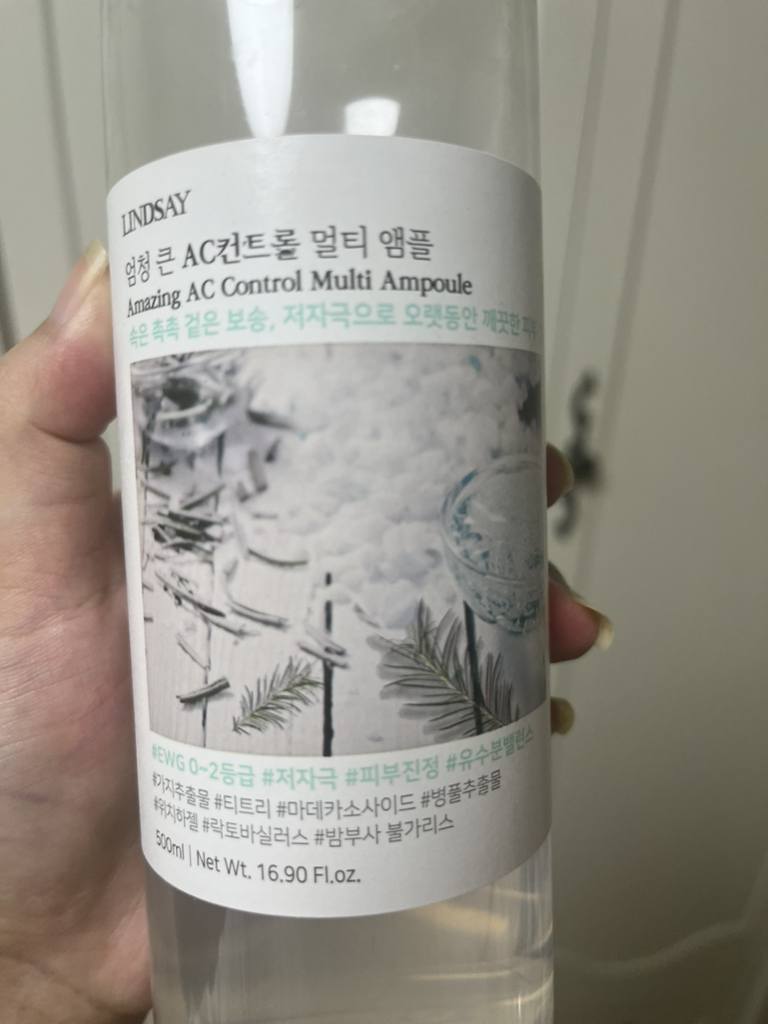 LINDSAY
엄청 큰 AC컨트롤 멀티 앰플
Amazing AC Control Multi Ampoule
속은 촉촉 겉은 보송, 저자극으로 오랫동안 깨끗한 피부
#EWG 0~2등급 #저자극 #피부진정 #유수분밸런스
#가지추출물 #티트리 #마데카소사이드 #병풀추출물
#위치하젤 #락토바실러스 #밤부사 불가리스
500ml | Net Wt. 16.90 Fl.oz.